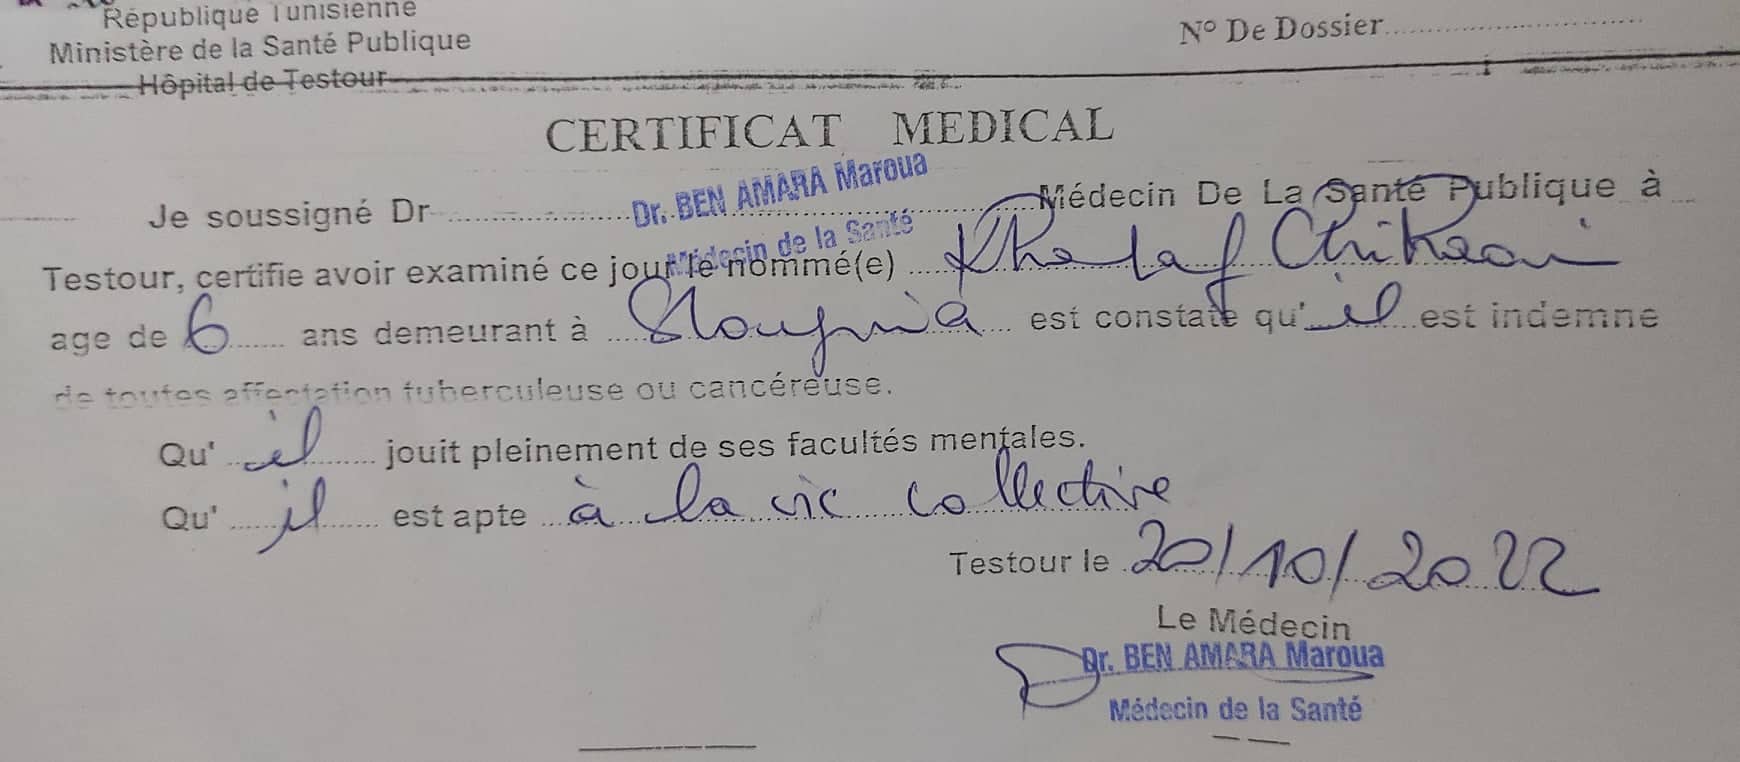 République Tunisienne
Ministère de la Santé Publique
Hôpital de Testour
N° De Dossier
CERTIFICAT MEDICAL
Je soussigné Dr Dr. BEN AMARA Maroua Médecin De La Santé Publique à
Médecin de la Santé
Testour, certifie avoir examiné ce jour le nommé(e) Khalaf
age de 6 ans demeurant à Slouguia est constate qu'il est indemne
de toutes affectation tuberculeuse ou cancéreuse.
Qu' il jouit pleinement de ses facultés mentales.
Qu' il est apte à la vie collective
Testour le 20/10/2022
Le Médecin
Dr. BEN AMARA Maroua
Médecin de la Santé